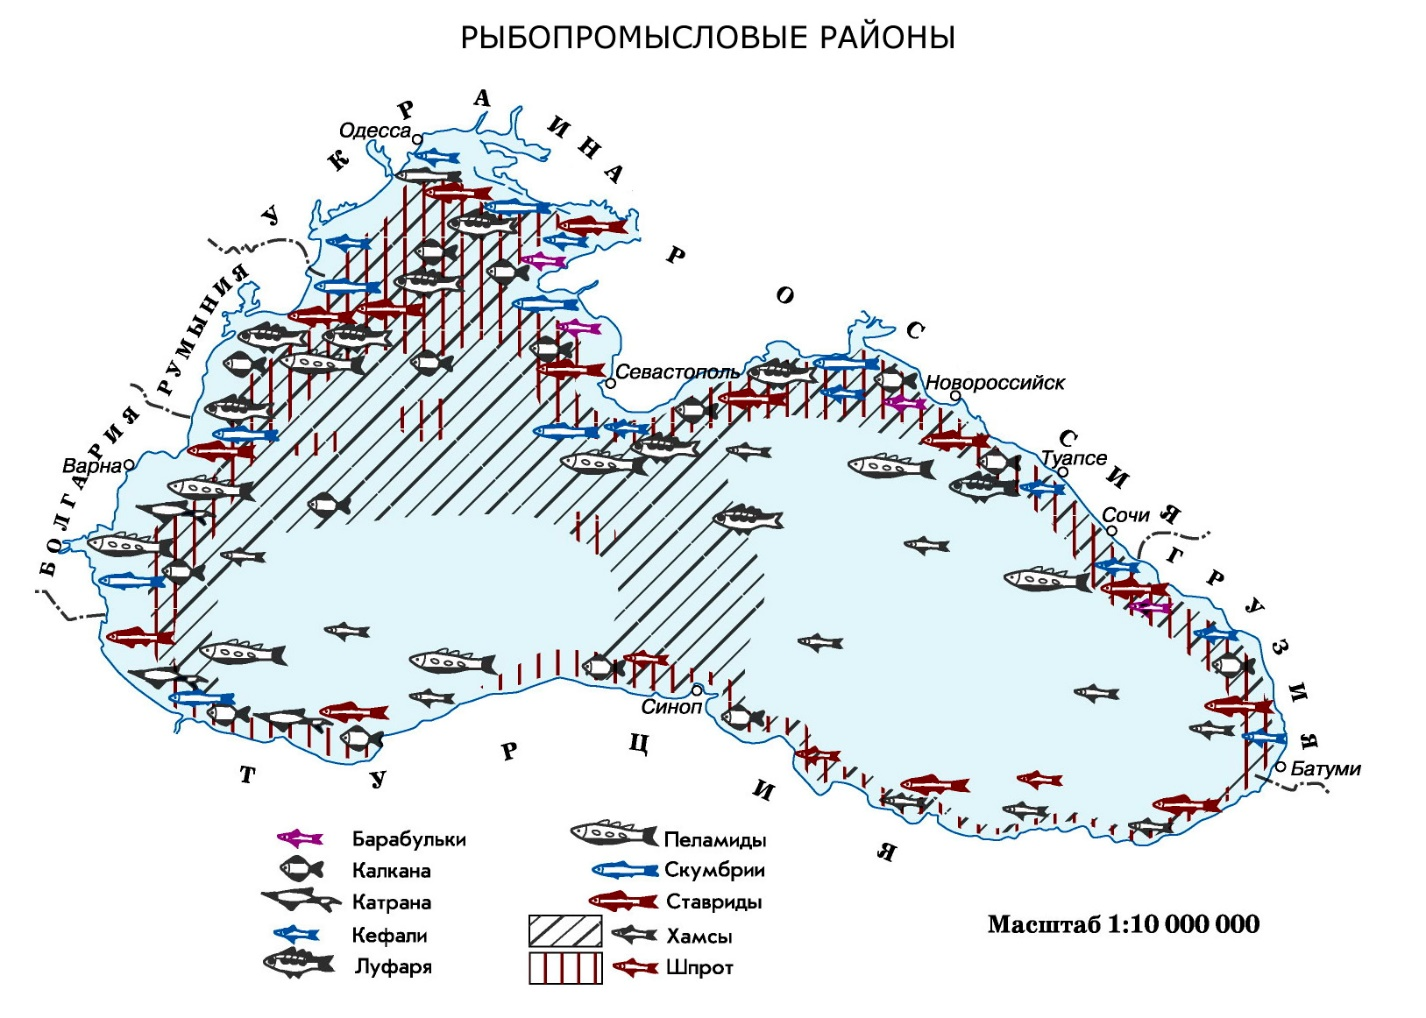 РЫБОПРОМЫСЛОВЫЕ РАЙОНЫ
УКРАИНА
Одесса
РОССИЯ
РУМЫНИЯ
Севастополь
Новороссийск
БОЛГАРИЯ
Варна
Туапсе
Сочи
ГРУЗИЯ
Синоп
Батуми
ТУРЦИЯ
Барабульки
Калкана
Катрана
Кефали
Луфаря
Пеламиды
Скумбрии
Ставриды
Хамсы
Шпрот
Масштаб 1:10 000 000